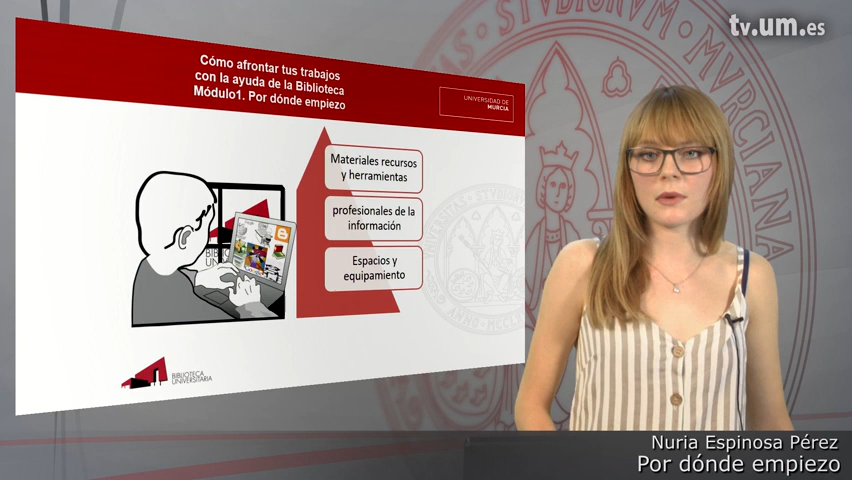 tv.um.es
Cómo afrontar tus trabajos
con la ayuda de la Biblioteca
Módulo1. Por dónde empiezo
UNIVERSIDAD DE
MURCIA
Materiales recursos
y herramientas
profesionales de la
información
Espacios y
equipamiento
BIBLIOTECA
UNIVERSITARIA
Nuria Espinosa Pérez
Por dónde empiezo